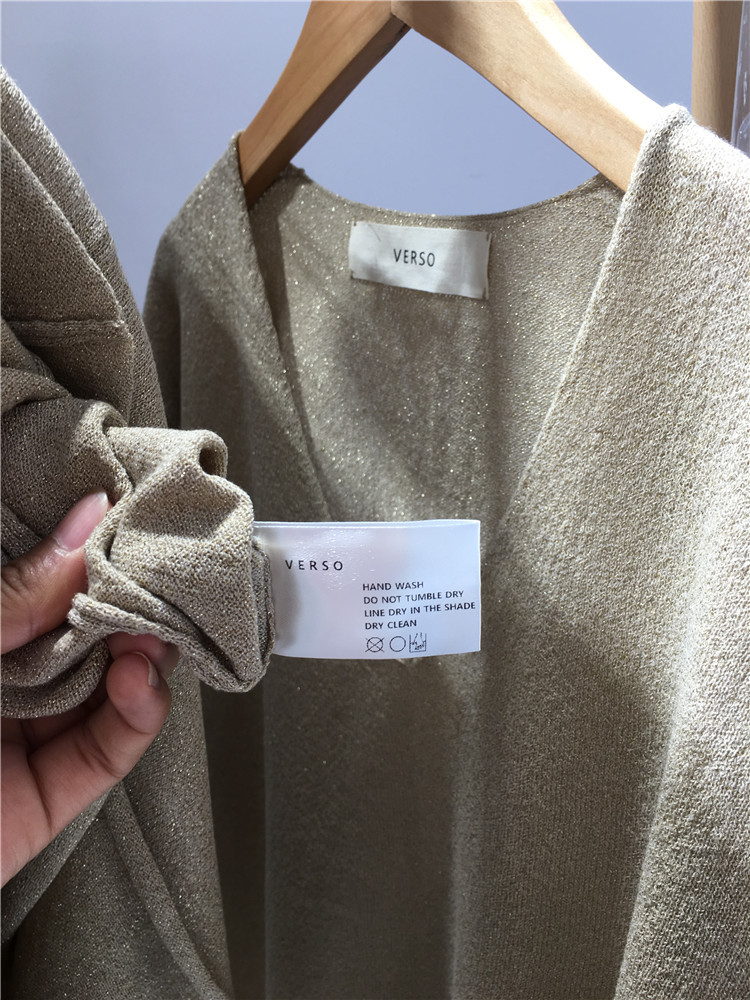 VERSO
VERSO
HAND WASH
DO NOT TUMBLE DRY
LINE DRY IN THE SHADE
DRY CLEAN